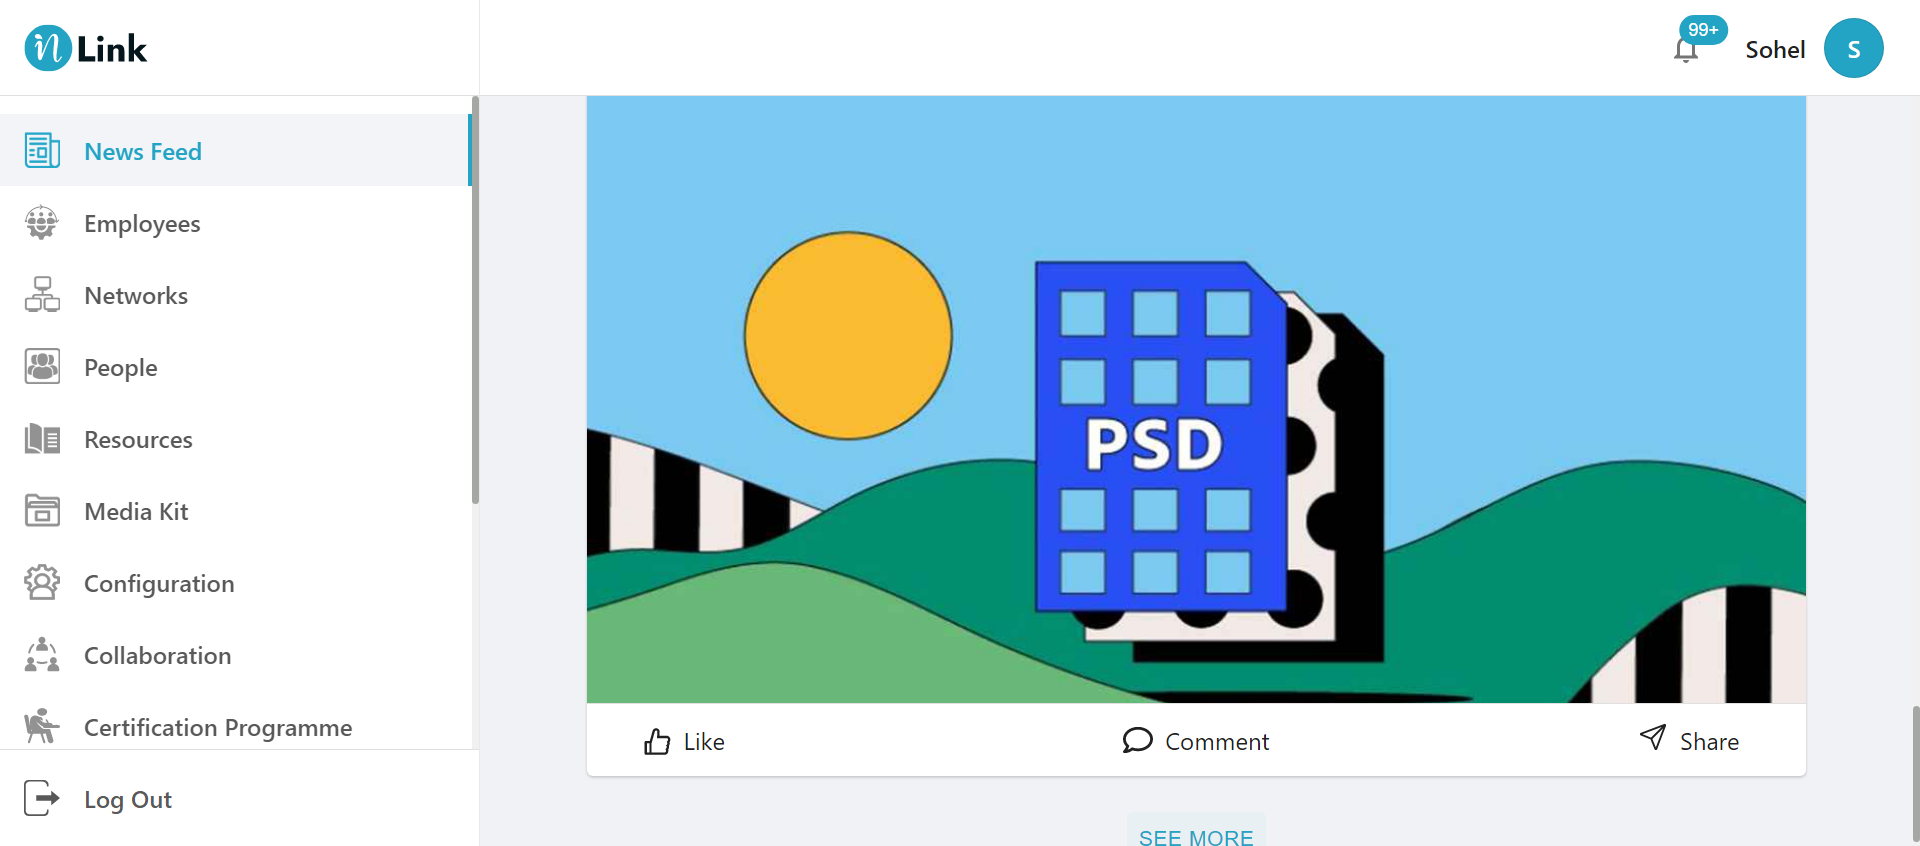 n Link
99+
Sohel
S
News Feed
Employees
Networks
People
Resources
Media Kit
Configuration
Collaboration
Certification Programme
Log Out
PSD
Like
Comment
Share
SEE MORE